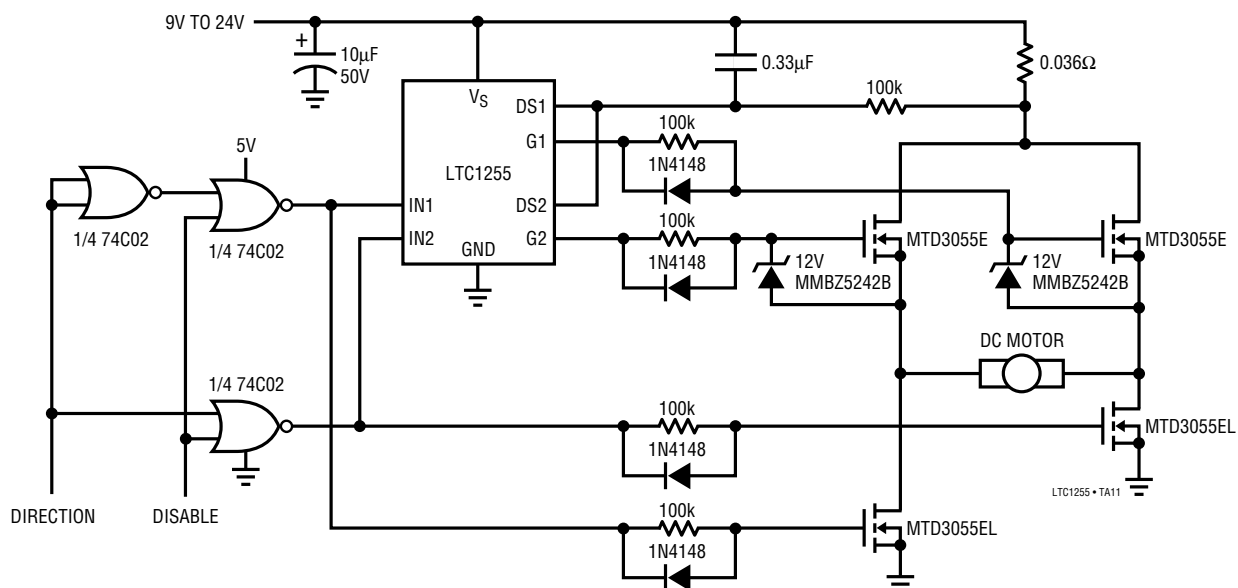 9V TO 24V
+
10µF
50V
0.33µF
0.036Ω
100k
VS
DS1
G1
LTC1255
DS2
G2
IN1
IN2
GND
5V
1/4 74C02
1/4 74C02
100k
1N4148
100k
1N4148
MTD3055E
12V
MMBZ5242B
MTD3055E
12V
MMBZ5242B
DC MOTOR
1/4 74C02
100k
1N4148
MTD3055EL
LTC1255 • TA11
DIRECTION
DISABLE
100k
1N4148
MTD3055EL